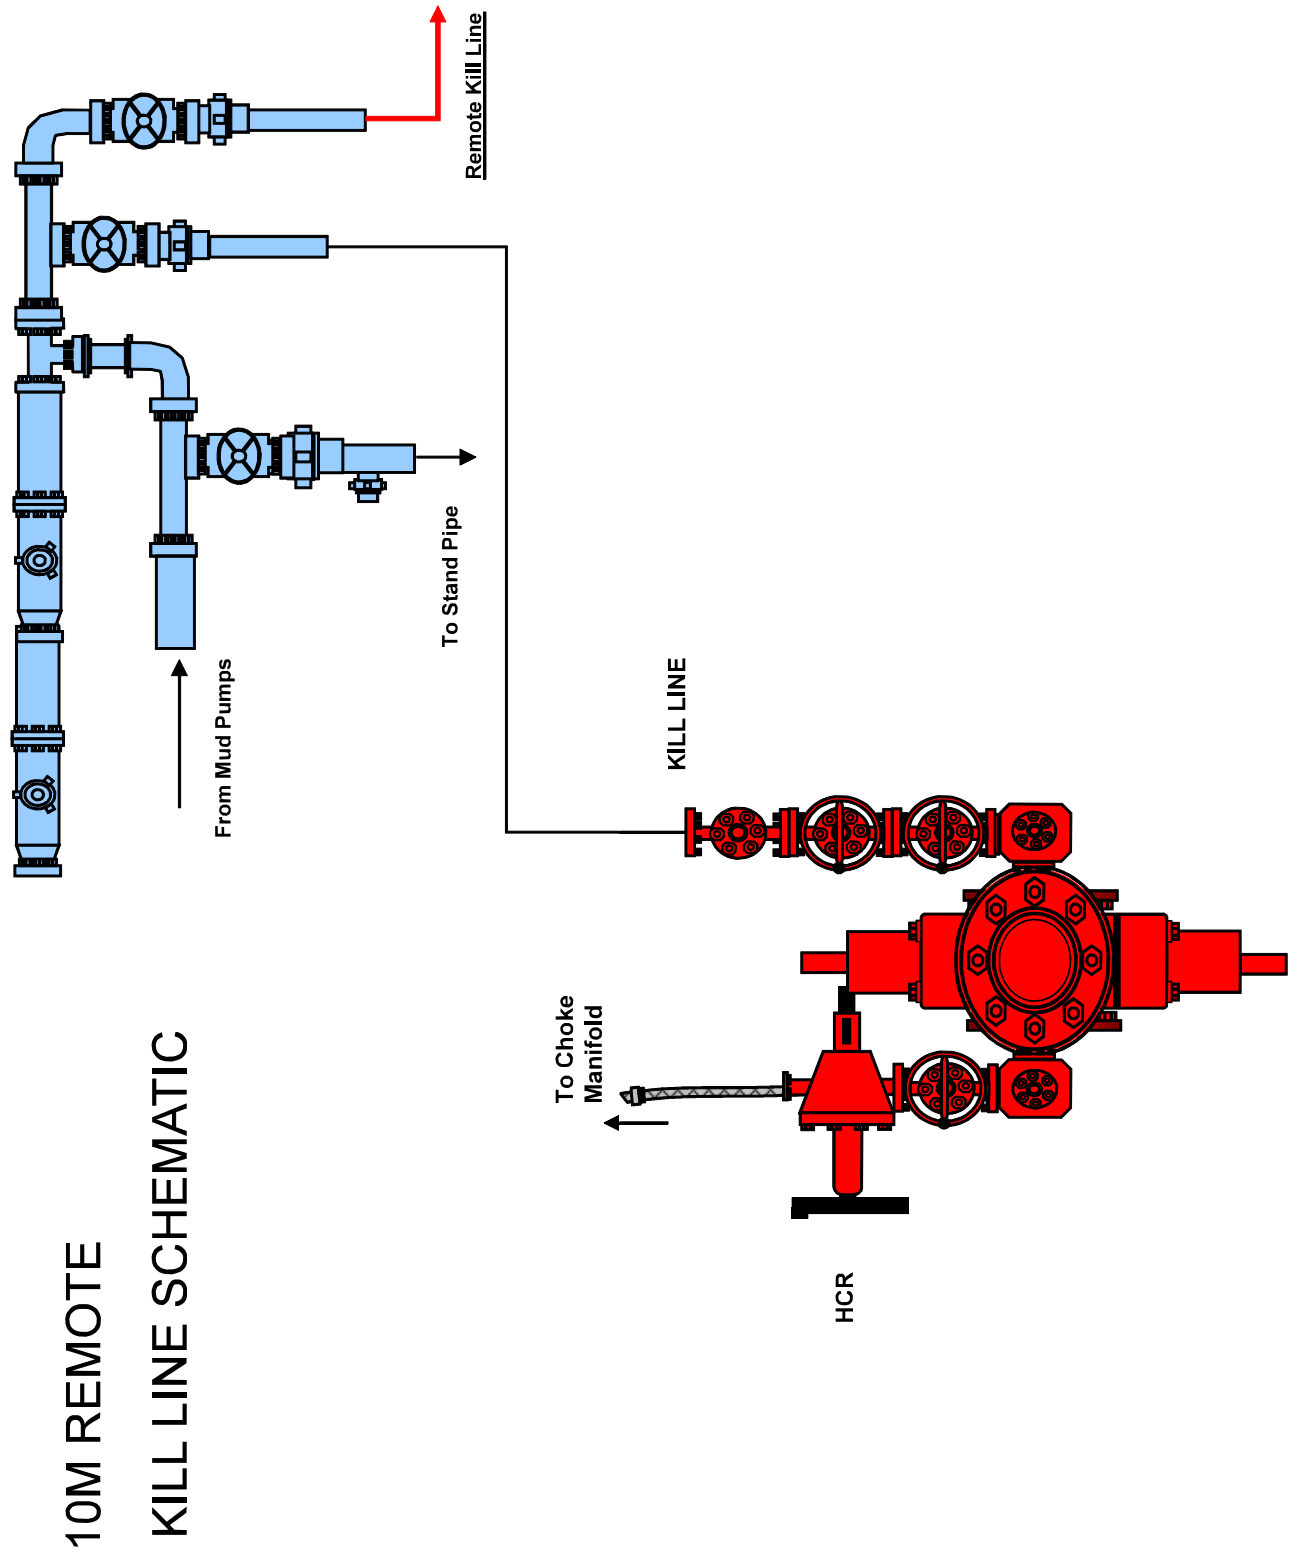 10M REMOTE
KILL LINE SCHEMATIC
From Mud Pumps
To Stand Pipe
Remote Kill Line
To Choke
Manifold
KILL LINE
HCR